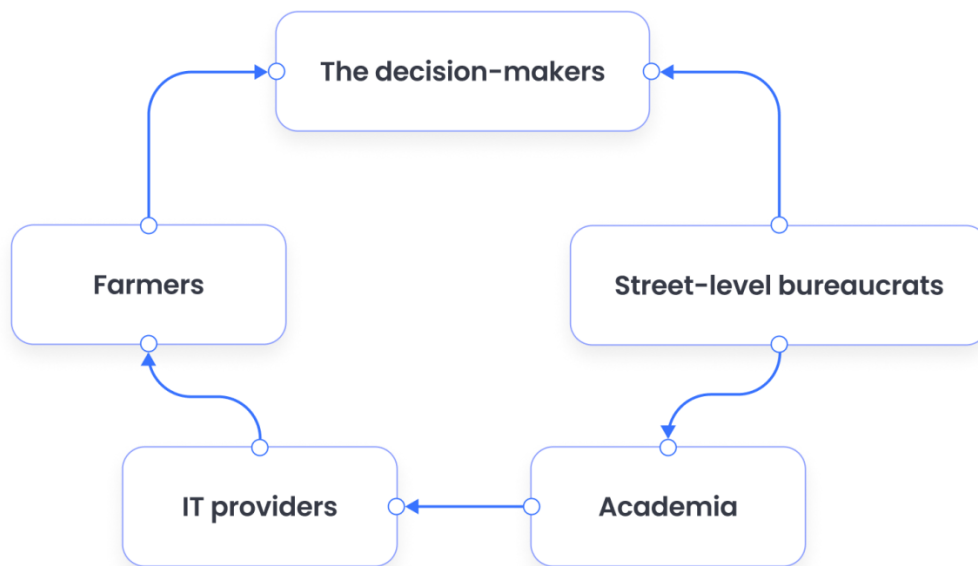 The decision-makers
Farmers
Street-level bureaucrats
IT providers
Academia